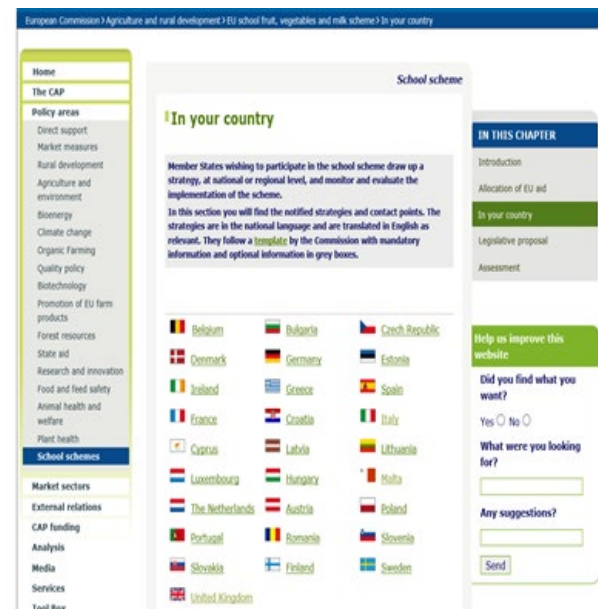 European Commission > Agriculture and rural development > EU school fruit, vegetables and milk scheme > In your country
Home
The CAP
Policy areas
Direct support
Market measures
Rural development
Agriculture and
environment
Bioenergy
Climate change
Organic Farming
Quality policy
Biotechnology
Promotion of EU farm
products
Forest resources
State aid
Research and innovation
Food and feed safety
Animal health and
welfare
Plant health
School schemes
Market sectors
External relations
CAP funding
Analysis
Media
Services
Tool Box
School scheme
In your country
Member States wishing to participate in the school scheme draw up a
strategy, at national or regional level, and monitor and evaluate the
implementation of the scheme.
In this section you will find the notified strategies and contact points. The
strategies are in the national language and are translated in English as
relevant. They follow a template by the Commission with mandatory
information and optional information in grey boxes.
Belgium Bulgaria Czech Republic
Denmark Germany Estonia
Ireland Greece Spain
France Croatia Italy
Cyprus Latvia Lithuania
Luxembourg Hungary Malta
The Netherlands Austria Poland
Portugal Romania Slovenia
Slovakia Finland Sweden
United Kingdom
IN THIS CHAPTER
Introduction
Allocation of EU aid
In your country
Legislative proposal
Assessment
Help us improve this
website
Did you find what you
want?
Yes No
What were you looking
for?
Any suggestions?
Send